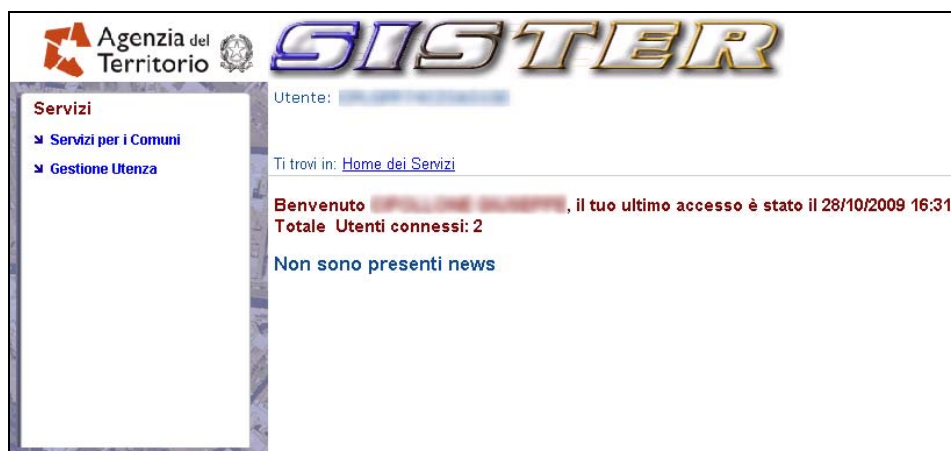 Agenzia del
Territorio
SISTER
Servizi
Servizi per i Comuni
Gestione Utenza
Utente:
Ti trovi in: Home dei Servizi
Benvenuto , il tuo ultimo accesso è stato il 28/10/2009 16:31
Totale Utenti connessi: 2
Non sono presenti news